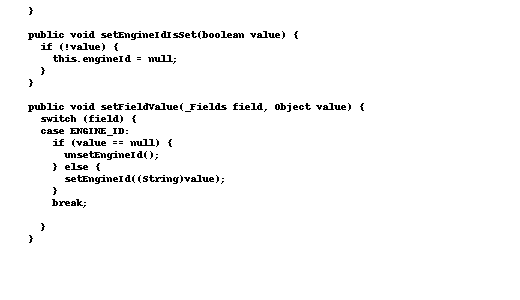 }

public void setEngineIdIsSet(boolean value) {
  if (!value) {
    this.engineId = null;
  }
}

public void setFieldValue(_Fields field, Object value) {
  switch (field) {
  case ENGINE_ID:
    if (value == null) {
      unsetEngineId();
    } else {
      setEngineId((String)value);
    }
    break;

  }
}